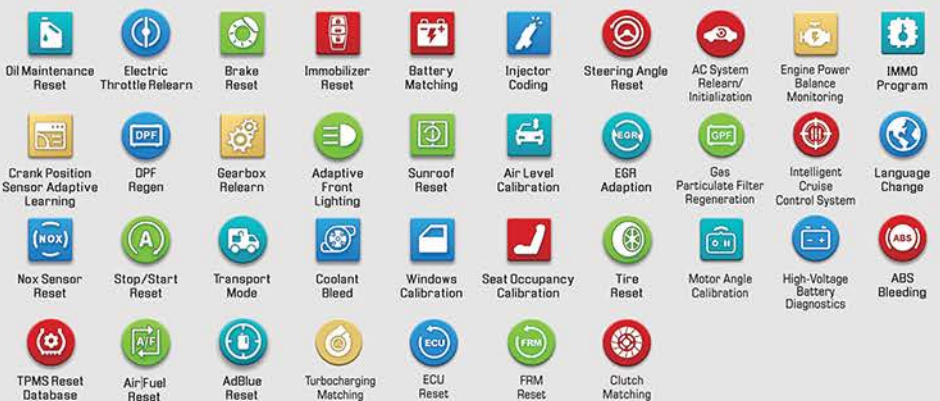 Oil Maintenance
Reset
Electric
Throttle Relearn
Brake
Reset
Immobilizer
Reset
Battery
Matching
Injector
Coding
Steering Angle
Reset
AC System
Relearn/
Initialization
Engine Power
Balance
Monitoring
IMMO
Program
Crank Position
Sensor Adaptive
Learning
DPF
DPF
Regen
Gearbox
Relearn
Adaptive
Front
Lighting
Sunroof
Reset
Air Level
Calibration
EGR
EGR
Adaption
GPF
Gas
Particulate Filter
Regeneration
Intelligent
Cruise
Control System
Language
Change
(NOX)
Nox Sensor
Reset
A
Stop/Start
Reset
Transport
Mode
Coolant
Bleed
Windows
Calibration
Seat Occupancy
Calibration
Tire
Reset
Motor Angle
Calibration
High-Voltage
Battery
Diagnostics
ABS
ABS
Bleeding
TPMS Reset
Database
A/F
Air|Fuel
Reset
AdBlue
Reset
Turbocharging
Matching
ECU
ECU
Reset
FRM
FRM
Reset
Clutch
Matching